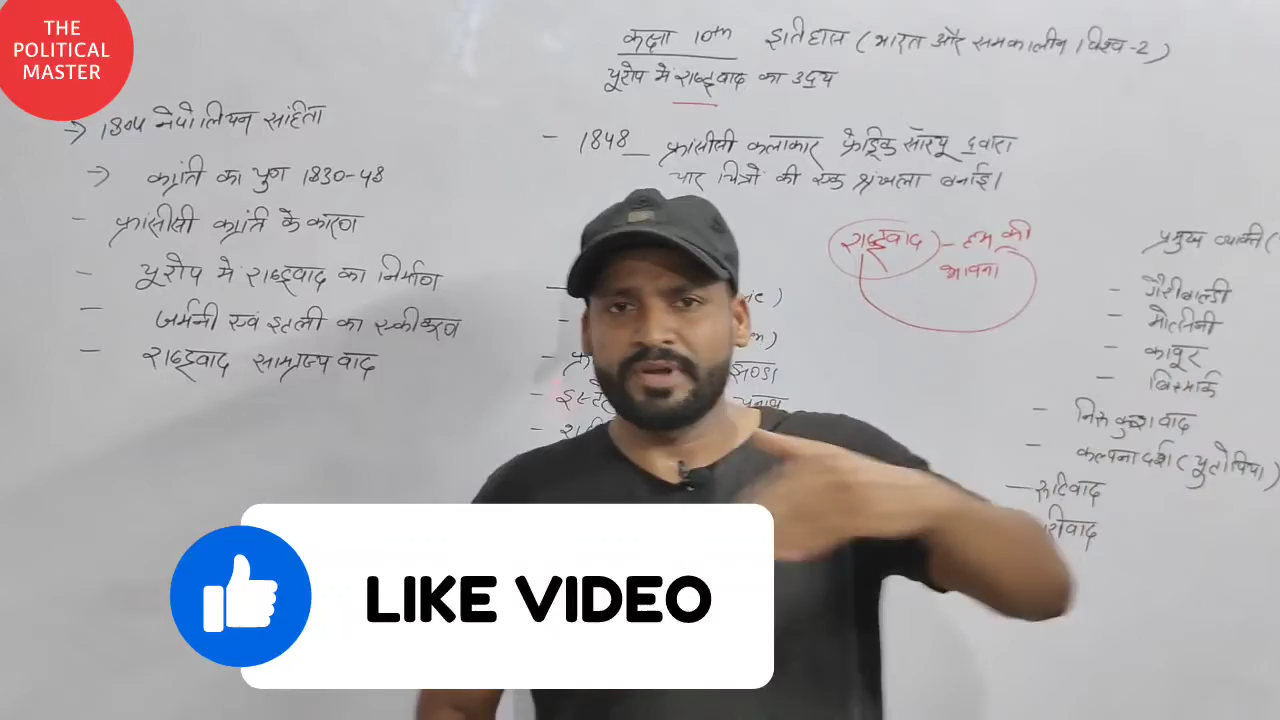 THE
POLITICAL
MASTER
कक्षा 10th इतिहास (भारत और समकालीन विश्व-2)
यूरोप में राष्ट्रवाद का उदय
→ 1804 नेपोलियन संहिता
→ क्रांती का युग 1830-48
- फ्रांसीसी क्रांति के कारण
- यूरोप में राष्ट्रवाद का निर्माण
- जर्मनी एवं इटली का एकीकरण
- राष्ट्रवाद साम्राज्य वाद
- 1848_ फ्रांसीसी कलाकार फ्रेड्रिक सॉरयू द्वारा
चार चित्रों की एक श्रंखला बनाई।
राष्ट्रवाद - हम की
भावना
प्रमुख व्यक्ति (
- गैरीबाल्डी
- मेत्सिनी
- कावूर
- बिस्मार्क
- निरंकुशवाद
- कल्पनादर्श (यूतोपिया)
- रूढिवाद
झण्डा
LIKE VIDEO